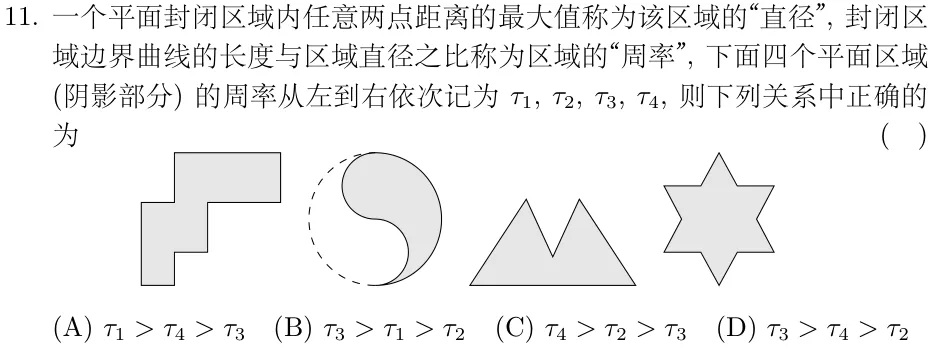 11. 一个平面封闭区域内任意两点距离的最大值称为该区域的“直径”, 封闭区
域边界曲线的长度与区域直径之比称为区域的“周率”, 下面四个平面区域
(阴影部分) 的周率从左到右依次记为 τ₁, τ₂, τ₃, τ₄, 则下列关系中正确的
为 ( )
(A) τ₁ > τ₄ > τ₃ (B) τ₃ > τ₁ > τ₂ (C) τ₄ > τ₂ > τ₃ (D) τ₃ > τ₄ > τ₂